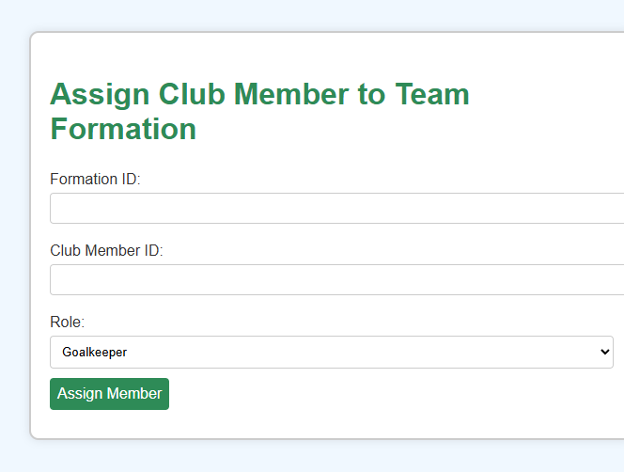 Assign Club Member to Team
Formation
Formation ID:
Club Member ID:
Role:
Goalkeeper
Assign Member